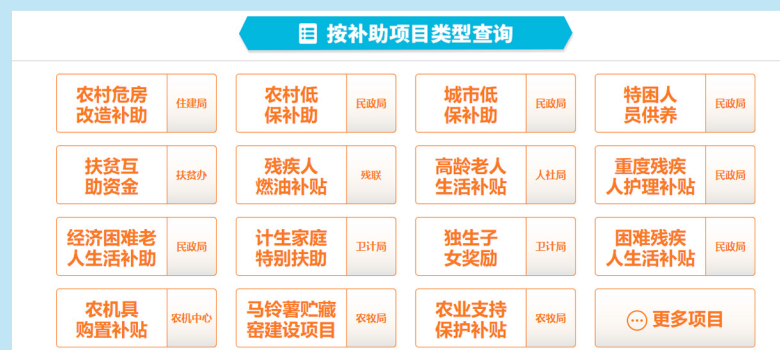 按补助项目类型查询
农村危房
改造补助
住建局
农村低
保补助
民政局
城市低
保补助
民政局
特困人
员供养
民政局
扶贫互
助资金
扶贫办
残疾人
燃油补贴
残联
高龄老人
生活补贴
人社局
重度残疾
人护理补贴
民政局
经济困难老
人生活补助
民政局
计生家庭
特别扶助
卫计局
独生子
女奖励
卫计局
困难残疾
人生活补贴
民政局
农机具
购置补贴
农机中心
马铃薯贮藏
窑建设项目
农牧局
农业支持
保护补贴
农牧局
更多项目